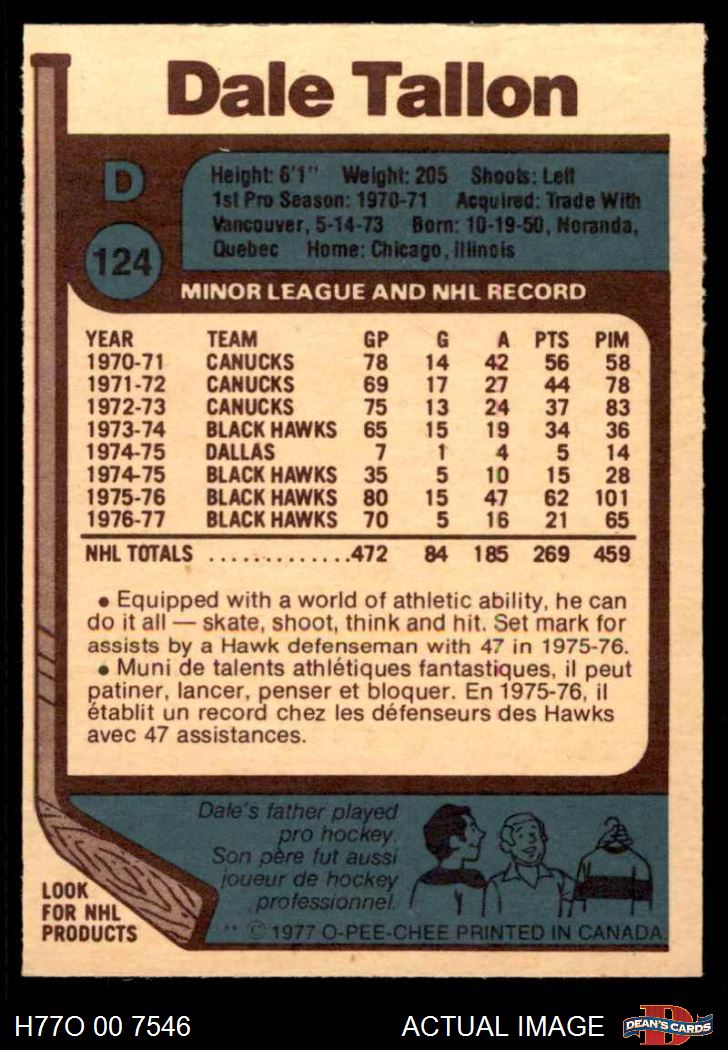 Dale Tallon
D
124
Height: 6'1" Weight: 205 Shoots: Left
1st Pro Season: 1970-71 Acquired: Trade With
Vancouver, 5-14-73 Born: 10-19-50, Noranda,
Quebec Home: Chicago, Illinois
MINOR LEAGUE AND NHL RECORD
YEAR TEAM GP G A PTS PIM
1970-71 CANUCKS 78 14 42 56 58
1971-72 CANUCKS 69 17 27 44 78
1972-73 CANUCKS 75 13 24 37 83
1973-74 BLACK HAWKS 65 15 19 34 36
1974-75 DALLAS 7 1 4 5 14
1974-75 BLACK HAWKS 35 5 10 15 28
1975-76 BLACK HAWKS 80 15 47 62 101
1976-77 BLACK HAWKS 70 5 16 21 65
NHL TOTALS .............472 84 185 269 459
• Equipped with a world of athletic ability, he can
do it all — skate, shoot, think and hit. Set mark for
assists by a Hawk defenseman with 47 in 1975-76.
• Muni de talents athlétiques fantastiques, il peut
patiner, lancer, penser et bloquer. En 1975-76, il
établit un record chez les défenseurs des Hawks
avec 47 assistances.
Dale's father played
pro hockey.
Son père fut aussi
joueur de hockey
professionnel.
LOOK
FOR NHL
PRODUCTS
** © 1977 O-PEE-CHEE PRINTED IN CANADA
H77O 00 7546 ACTUAL IMAGE
D
DEAN'S CARDS